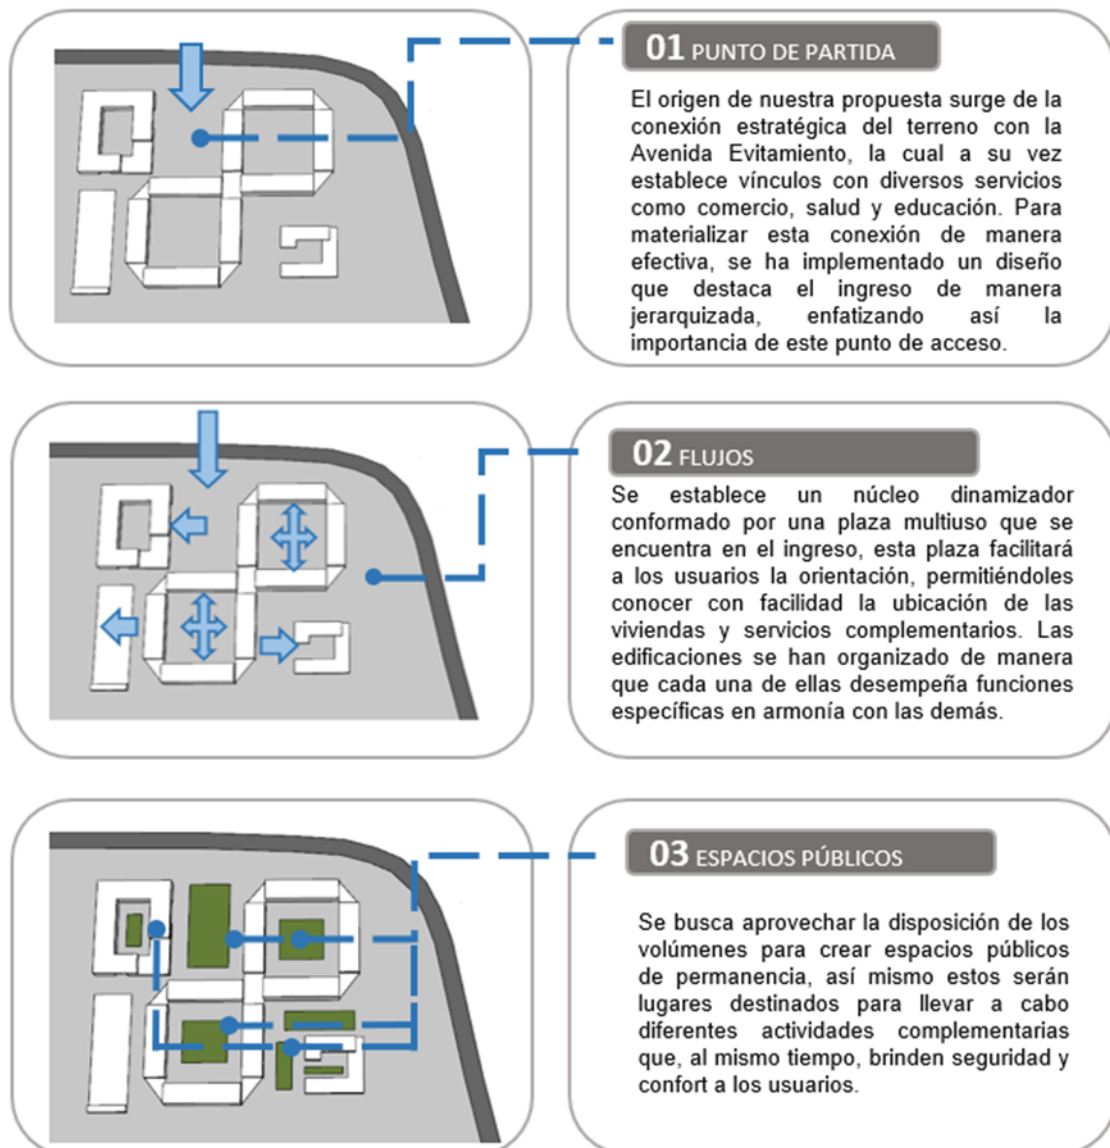 01 PUNTO DE PARTIDA
El origen de nuestra propuesta surge de la
conexión estratégica del terreno con la
Avenida Evitamiento, la cual a su vez
establece vínculos con diversos servicios
como comercio, salud y educación. Para
materializar esta conexión de manera
efectiva, se ha implementado un diseño
que destaca el ingreso de manera
jerarquizada, enfatizando así la
importancia de este punto de acceso.
02 FLUJOS
Se establece un núcleo dinamizador
conformado por una plaza multiuso que se
encuentra en el ingreso, esta plaza facilitará
a los usuarios la orientación, permitiéndoles
conocer con facilidad la ubicación de las
viviendas y servicios complementarios. Las
edificaciones se han organizado de manera
que cada una de ellas desempeña funciones
específicas en armonía con las demás.
03 ESPACIOS PÚBLICOS
Se busca aprovechar la disposición de los
volúmenes para crear espacios públicos
de permanencia, así mismo estos serán
lugares destinados para llevar a cabo
diferentes actividades complementarias
que, al mismo tiempo, brinden seguridad y
confort a los usuarios.